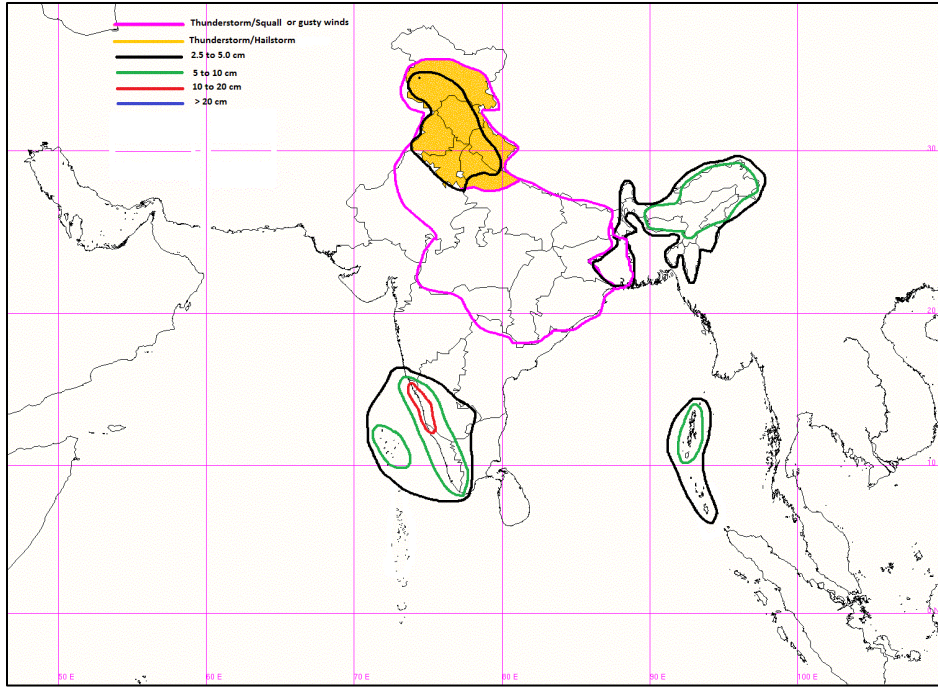 Thunderstorm/Squall or gusty winds
Thunderstorm/Hailstorm
2.5 to 5.0 cm
5 to 10 cm
10 to 20 cm
> 20 cm
30
20
10
50 E
60 E
70 E
80 E
90 E
100 E